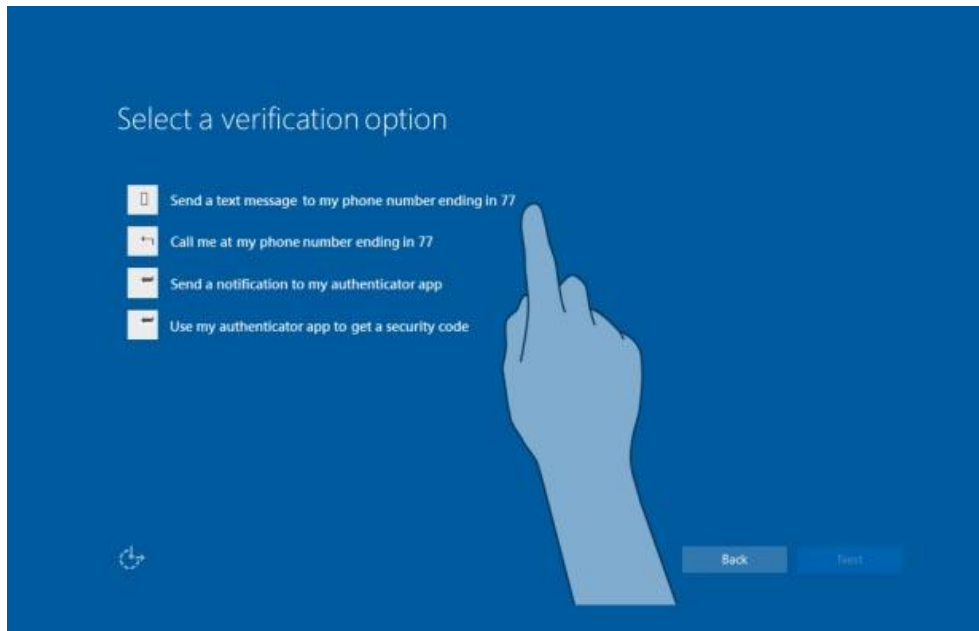 Select a verification option
Send a text message to my phone number ending in 77
Call me at my phone number ending in 77
Send a notification to my authenticator app
Use my authenticator app to get a security code
Back
Next